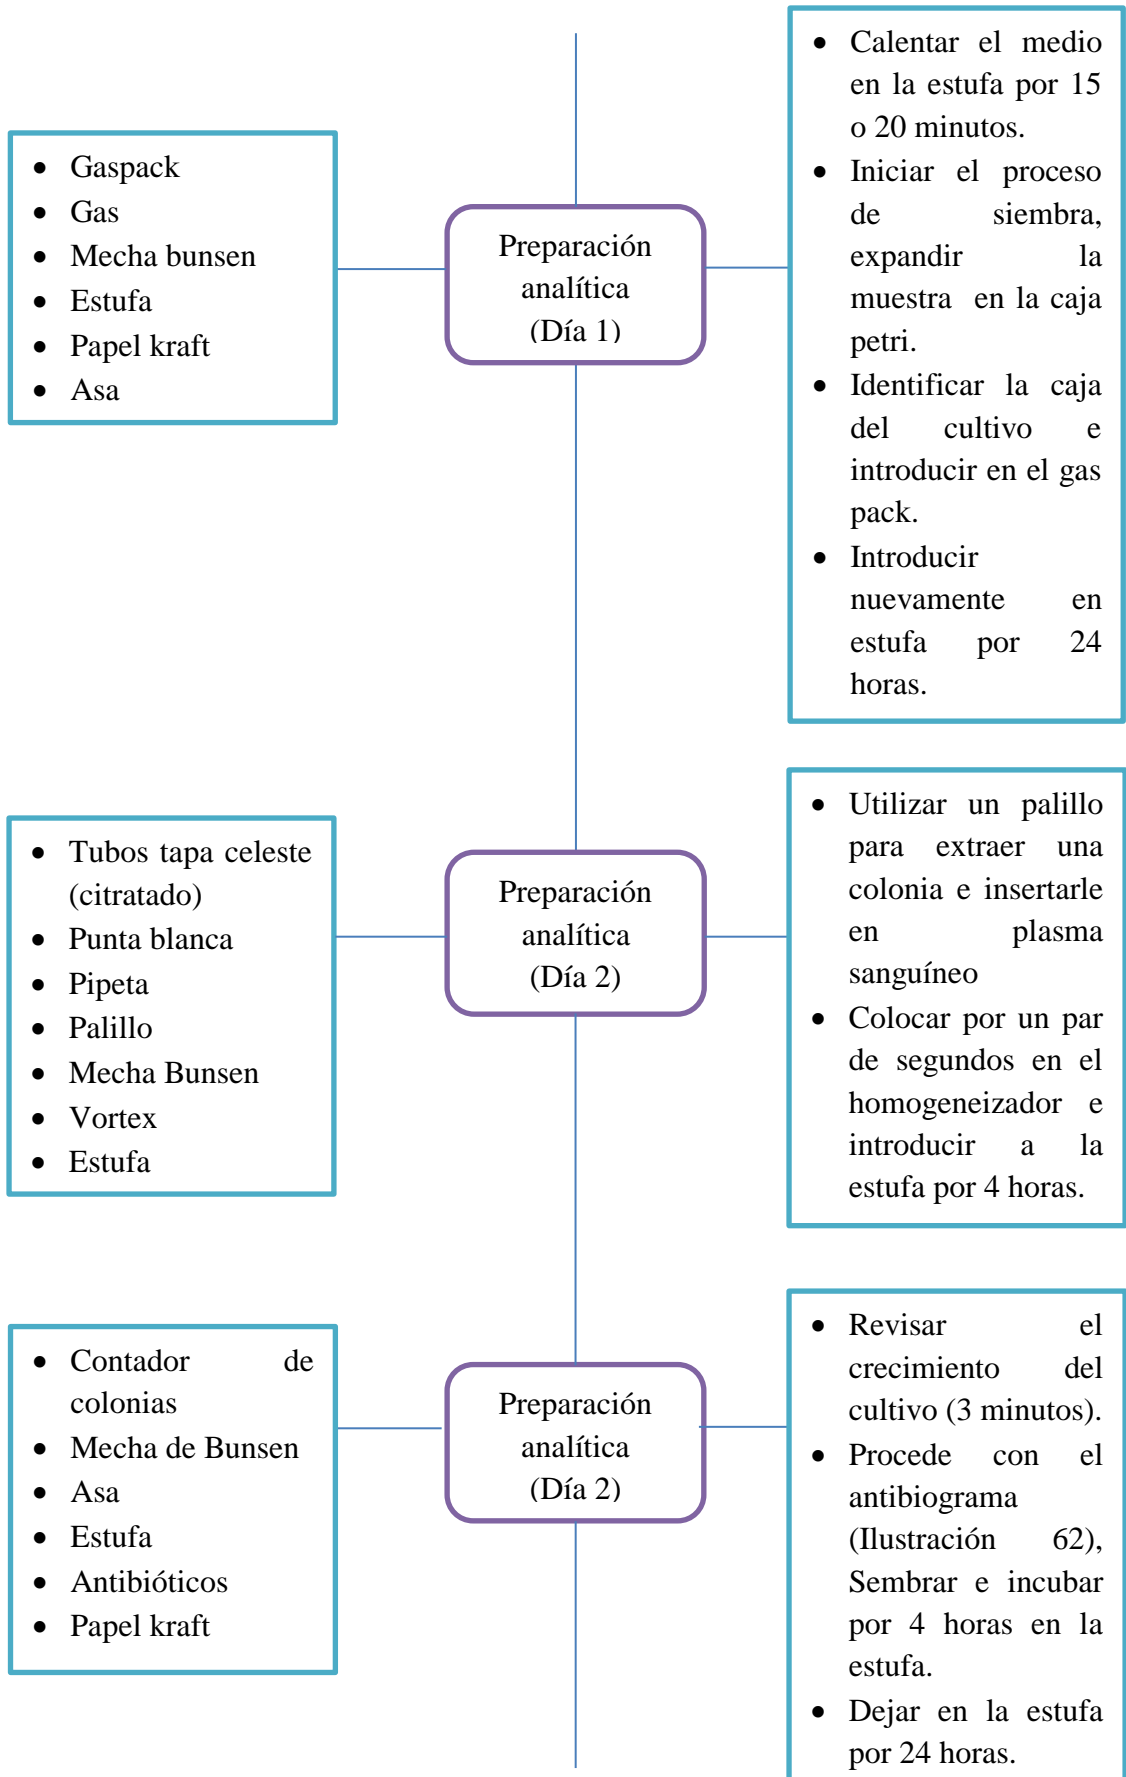 • Gaspack
• Gas
• Mecha bunsen
• Estufa
• Papel kraft
• Asa
Preparación
analítica
(Día 1)
• Calentar el medio
en la estufa por 15
o 20 minutos.
• Iniciar el proceso
de siembra,
expandir la
muestra en la caja
petri.
• Identificar la caja
del cultivo e
introducir en el gas
pack.
• Introducir
nuevamente en
estufa por 24
horas.
• Tubos tapa celeste
(citratado)
• Punta blanca
• Pipeta
• Palillo
• Mecha Bunsen
• Vortex
• Estufa
Preparación
analítica
(Día 2)
• Utilizar un palillo
para extraer una
colonia e insertarle
en plasma
sanguíneo
• Colocar por un par
de segundos en el
homogeneizador e
introducir a la
estufa por 4 horas.
• Contador de
colonias
• Mecha de Bunsen
• Asa
• Estufa
• Antibióticos
• Papel kraft
Preparación
analítica
(Día 2)
• Revisar el
crecimiento del
cultivo (3 minutos).
• Procede con el
antibiograma
(Ilustración 62),
Sembrar e incubar
por 4 horas en la
estufa.
• Dejar en la estufa
por 24 horas.